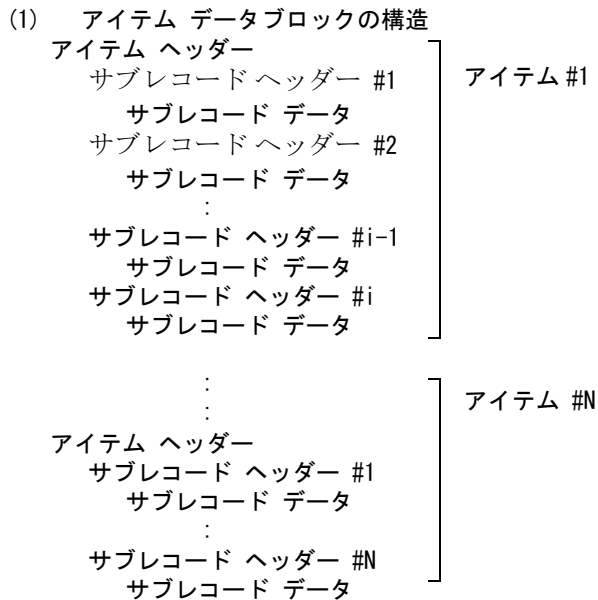 (1) アイテム データブロックの構造
アイテム ヘッダー
サブレコード ヘッダー #1 アイテム #1
サブレコード データ
サブレコード ヘッダー #2
サブレコード データ
:
サブレコード ヘッダー #i-1
サブレコード データ
サブレコード ヘッダー #i
サブレコード データ
:
: アイテム #N
アイテム ヘッダー
サブレコード ヘッダー #1
サブレコード データ
:
サブレコード ヘッダー #N
サブレコード データ